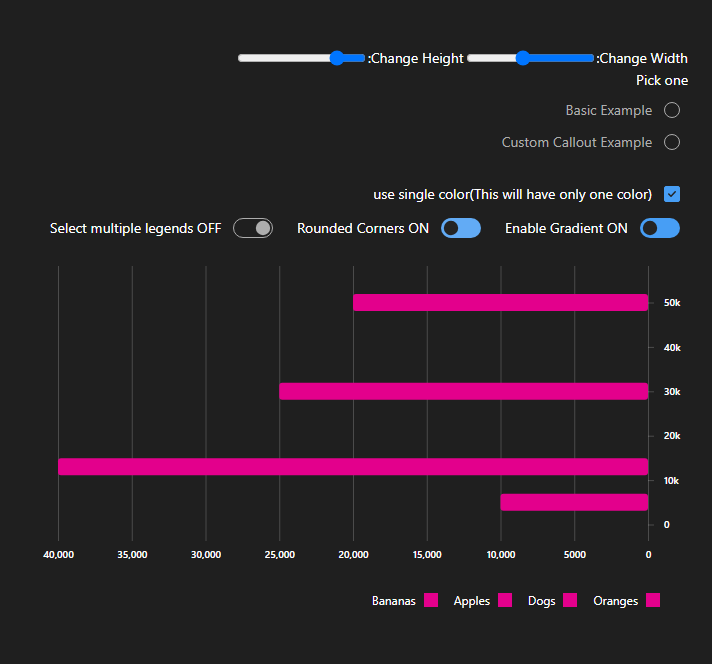 :Change Height :Change Width
Pick one
Basic Example
Custom Callout Example
use single color(This will have only one color)
Select multiple legends OFF Rounded Corners ON Enable Gradient ON
50k
40k
30k
20k
10k
0
40,000 35,000 30,000 25,000 20,000 15,000 10,000 5000 0
Bananas Apples Dogs Oranges